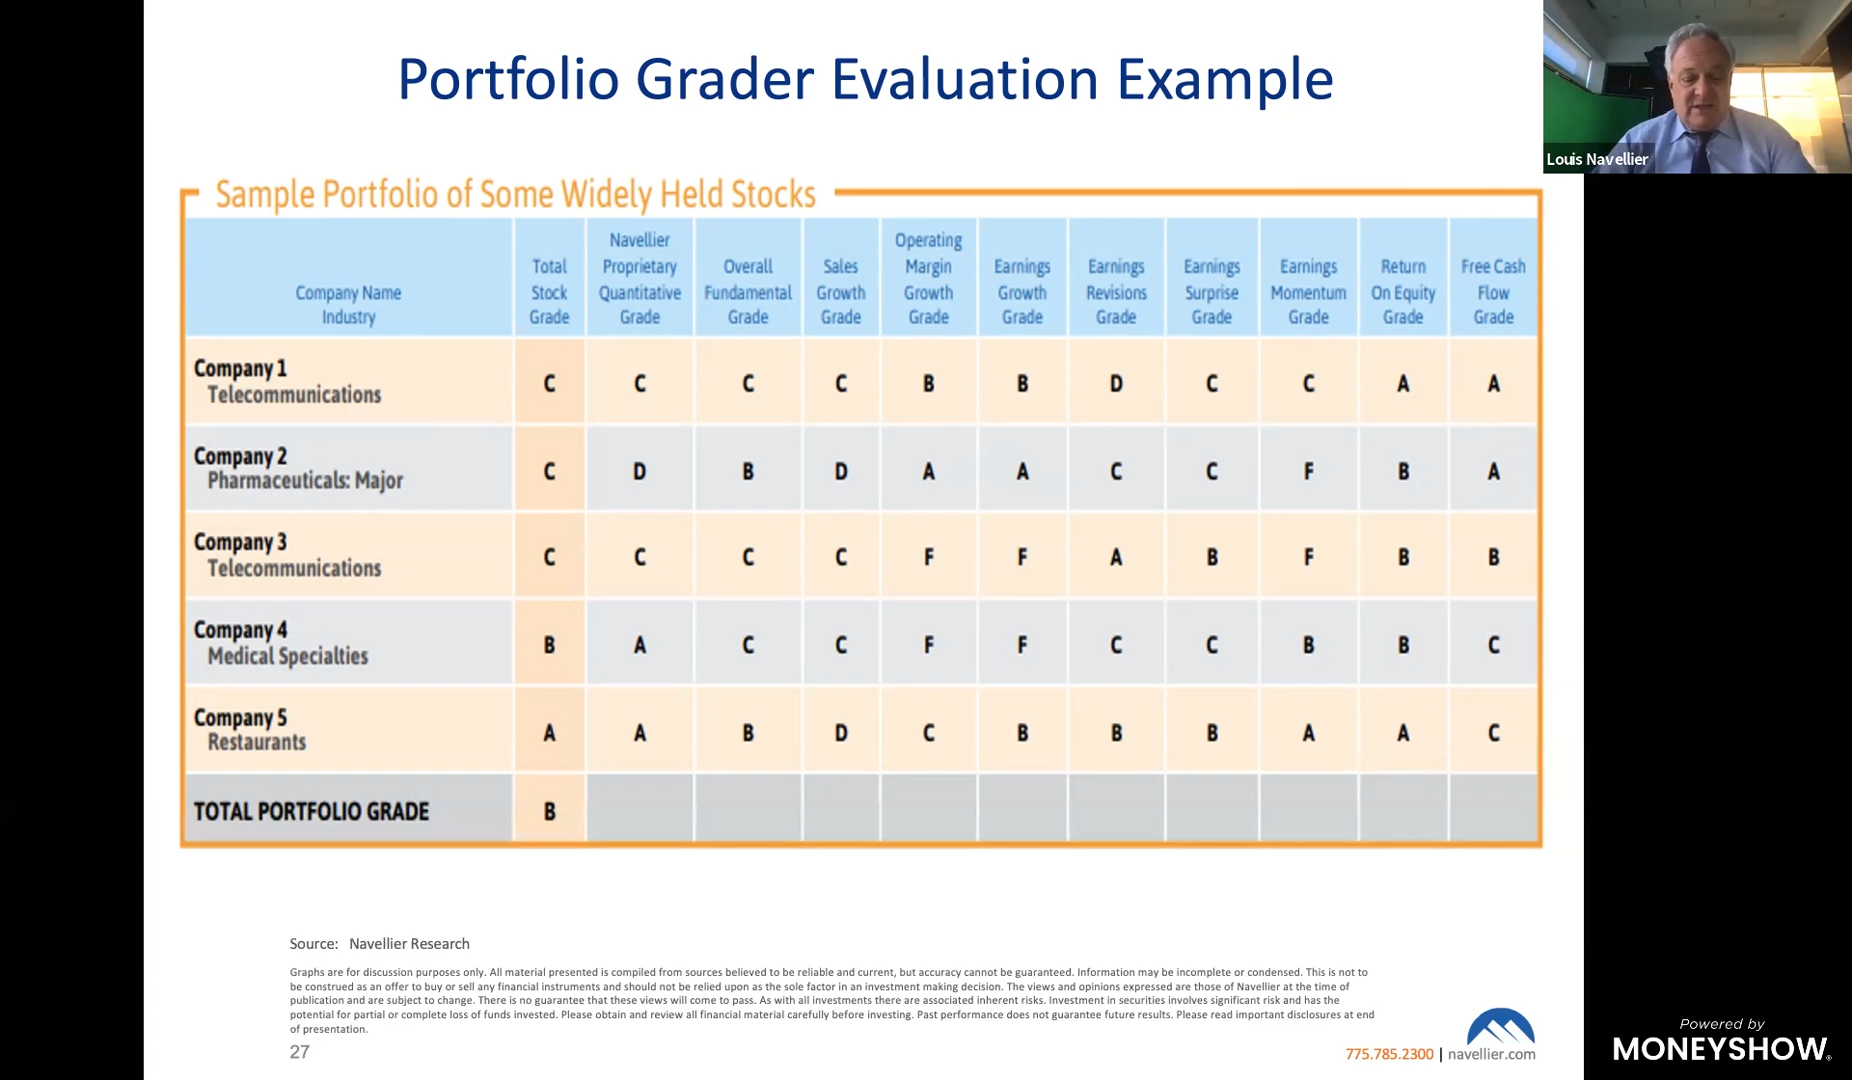 Portfolio Grader Evaluation Example
Louis Navellier
Sample Portfolio of Some Widely Held Stocks
Company Name Industry Total Stock Grade Navellier Proprietary Quantitative Grade Overall Fundamental Grade Sales Growth Grade Operating Margin Growth Grade Earnings Growth Grade Earnings Revisions Grade Earnings Surprise Grade Earnings Momentum Grade Return On Equity Grade Free Cash Flow Grade
Company 1
Telecommunications
C C C C B B D C C A A
Company 2
Pharmaceuticals: Major
C D B D A A C C F B A
Company 3
Telecommunications
C C C C F F A B F B B
Company 4
Medical Specialties
B A C C F F C C B B C
Company 5
Restaurants
A A B D C B B B A A C
TOTAL PORTFOLIO GRADE B
Source: Navellier Research
Graphs are for discussion purposes only. All material presented is compiled from sources believed to be reliable and current, but accuracy cannot be guaranteed. Information may be incomplete or condensed. This is not to
be construed as an offer to buy or sell any financial instruments and should not be relied upon as the sole factor in an investment making decision. The views and opinions expressed are those of Navellier at the time of
publication and are subject to change. There is no guarantee that these views will come to pass. As with all investments there are associated inherent risks. Investment in securities involves significant risk and has the
potential for partial or complete loss of funds invested. Please obtain and review all financial material carefully before investing. Past performance does not guarantee future results. Please read important disclosures at end
of presentation.
27
775.785.2300 | navellier.com
Powered by
MONEYSHOW®